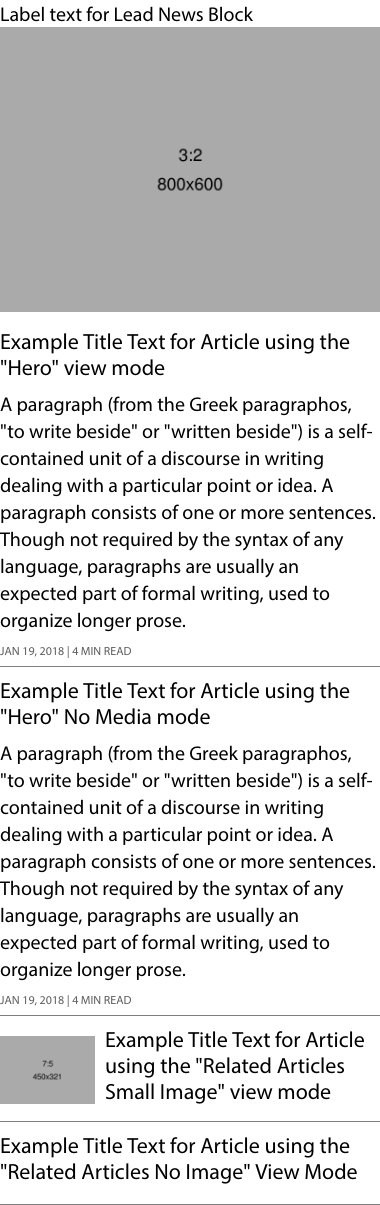 Label text for Lead News Block
3:2
800x600
Example Title Text for Article using the
"Hero" view mode
A paragraph (from the Greek paragraphos,
"to write beside" or "written beside") is a self-
contained unit of a discourse in writing
dealing with a particular point or idea. A
paragraph consists of one or more sentences.
Though not required by the syntax of any
language, paragraphs are usually an
expected part of formal writing, used to
organize longer prose.
JAN 19, 2018 | 4 MIN READ
Example Title Text for Article using the
"Hero" No Media mode
A paragraph (from the Greek paragraphos,
"to write beside" or "written beside") is a self-
contained unit of a discourse in writing
dealing with a particular point or idea. A
paragraph consists of one or more sentences.
Though not required by the syntax of any
language, paragraphs are usually an
expected part of formal writing, used to
organize longer prose.
JAN 19, 2018 | 4 MIN READ
7:5
450x321
Example Title Text for Article
using the "Related Articles
Small Image" view mode
Example Title Text for Article using the
"Related Articles No Image" View Mode